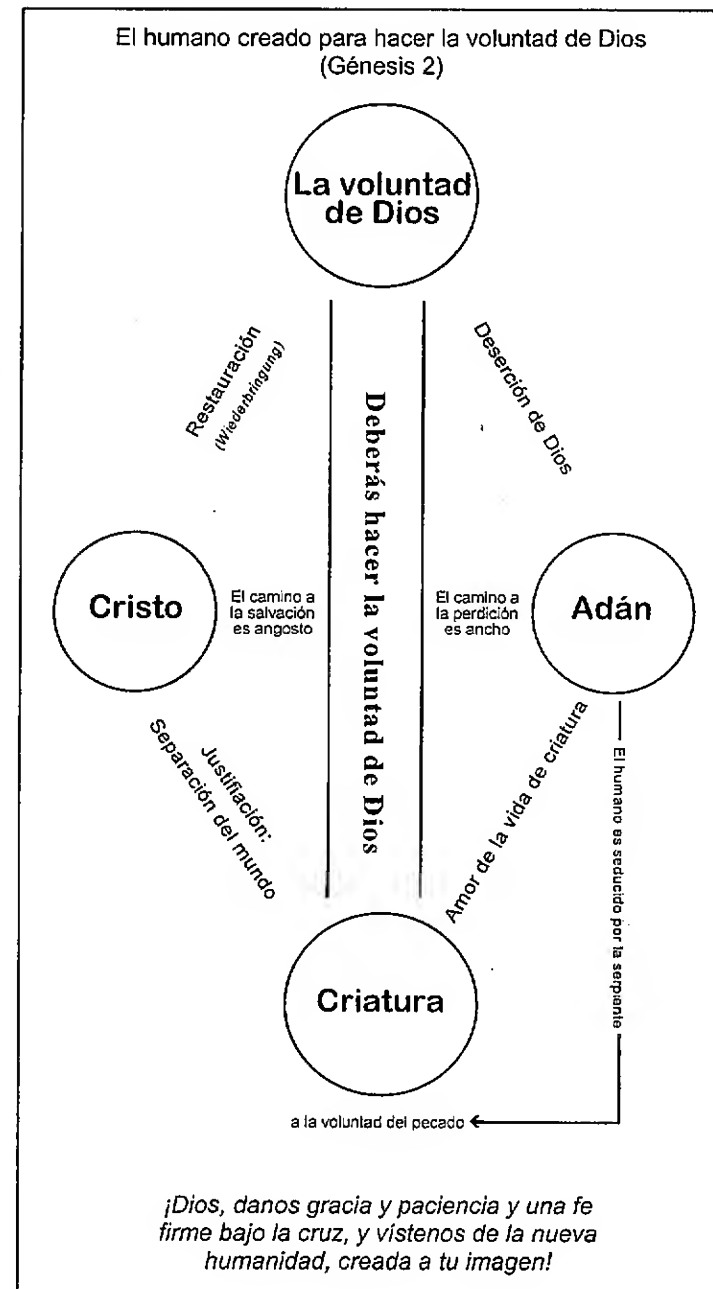 El humano creado para hacer la voluntad de Dios
(Génesis 2)
La voluntad
de Dios
Restauración
(Wiederbringung)
Deserción de Dios
Deberás hacer la voluntad de Dios
Cristo
El camino a
la salvación
es angosto
El camino a
la perdición
es ancho
Adán
Justifiación:
Separación del mundo
Amor de la vida de criatura
El humano es seducido por la serpiente
Criatura
a la voluntad del pecado
¡Dios, danos gracia y paciencia y una fe
firme bajo la cruz, y vístenos de la nueva
humanidad, creada a tu imagen!